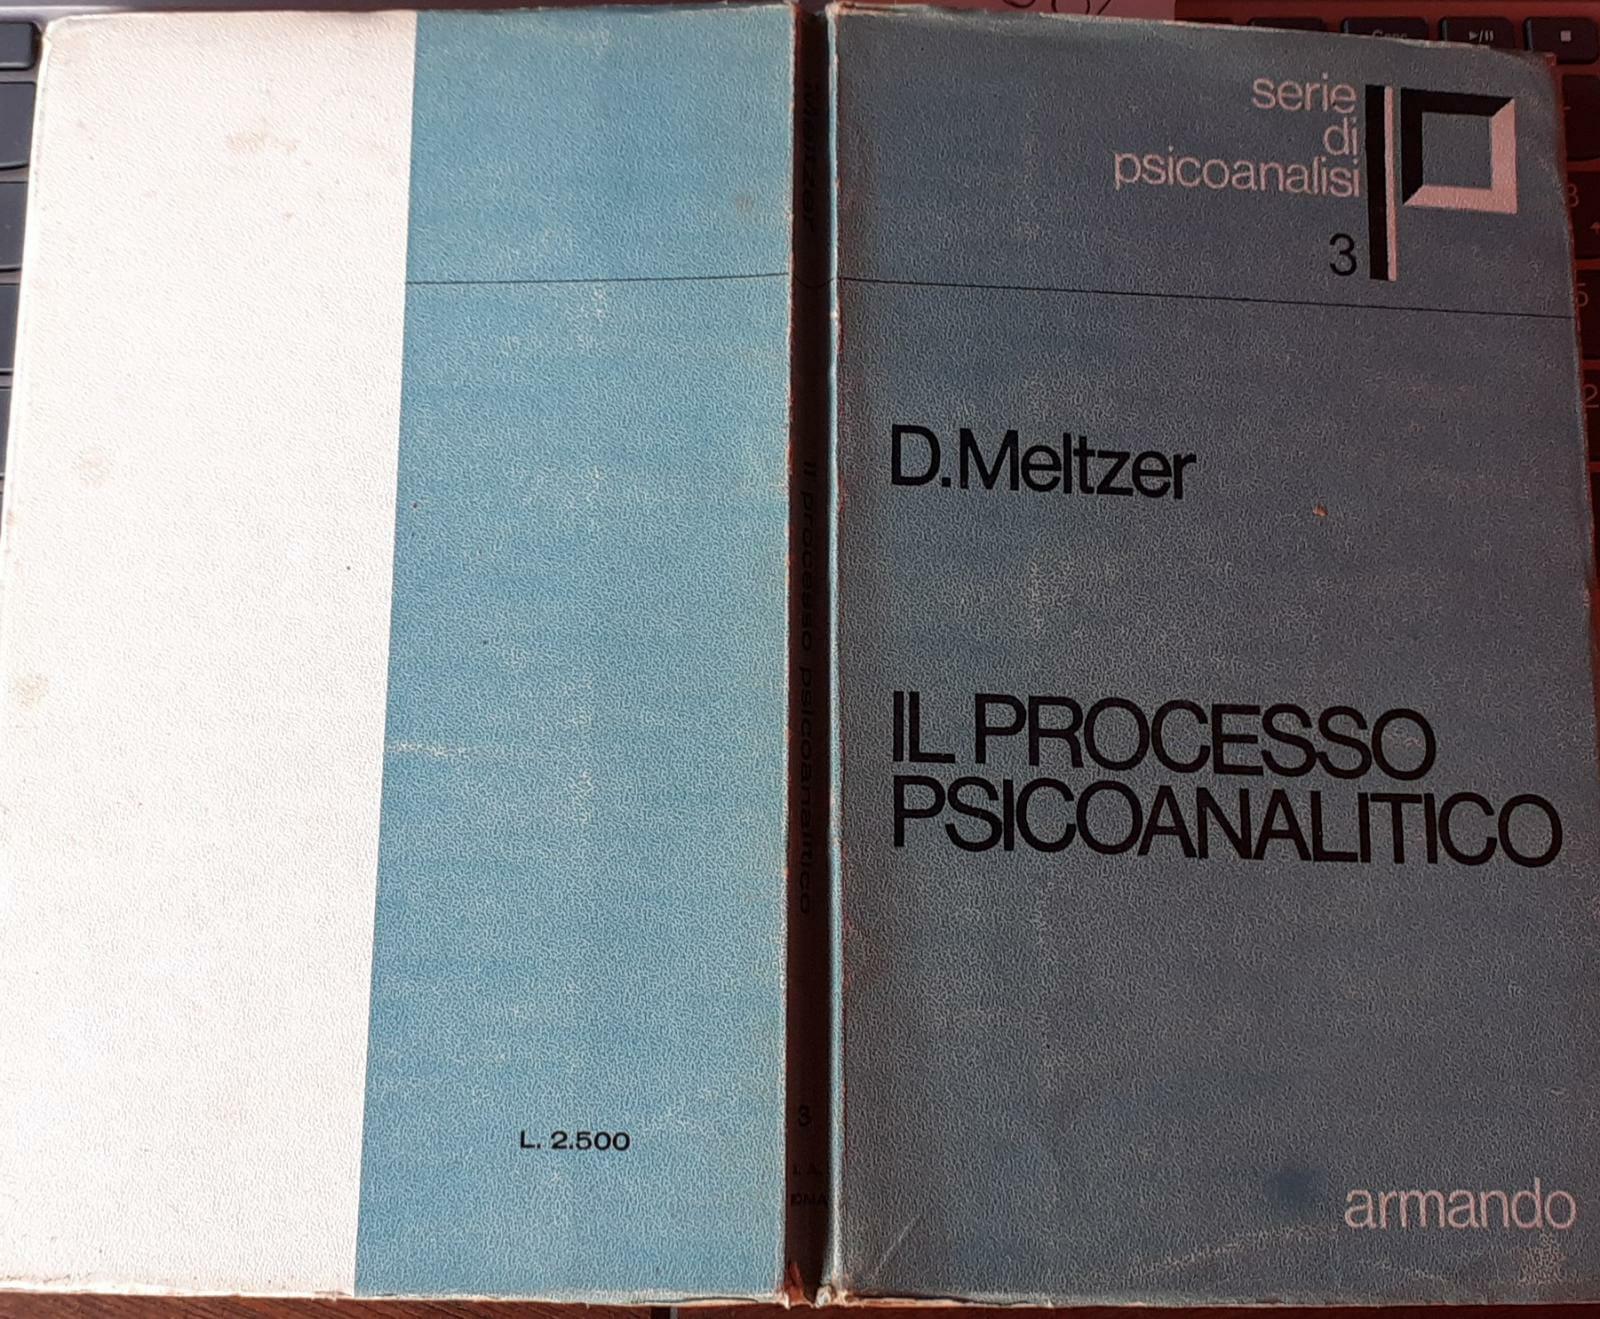 L. 2.500
Meltzer
Il processo psicoanalitico
3
serie
di
psicoanalisi
3
D.Meltzer
IL PROCESSO
PSICOANALITICO
armando